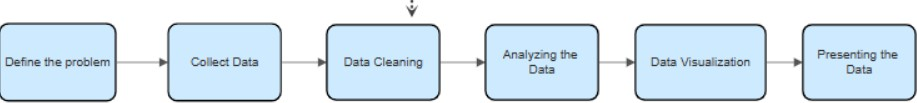 Define the problem
Collect Data
Data Cleaning
Analyzing the
Data
Data Visualization
Presenting the
Data